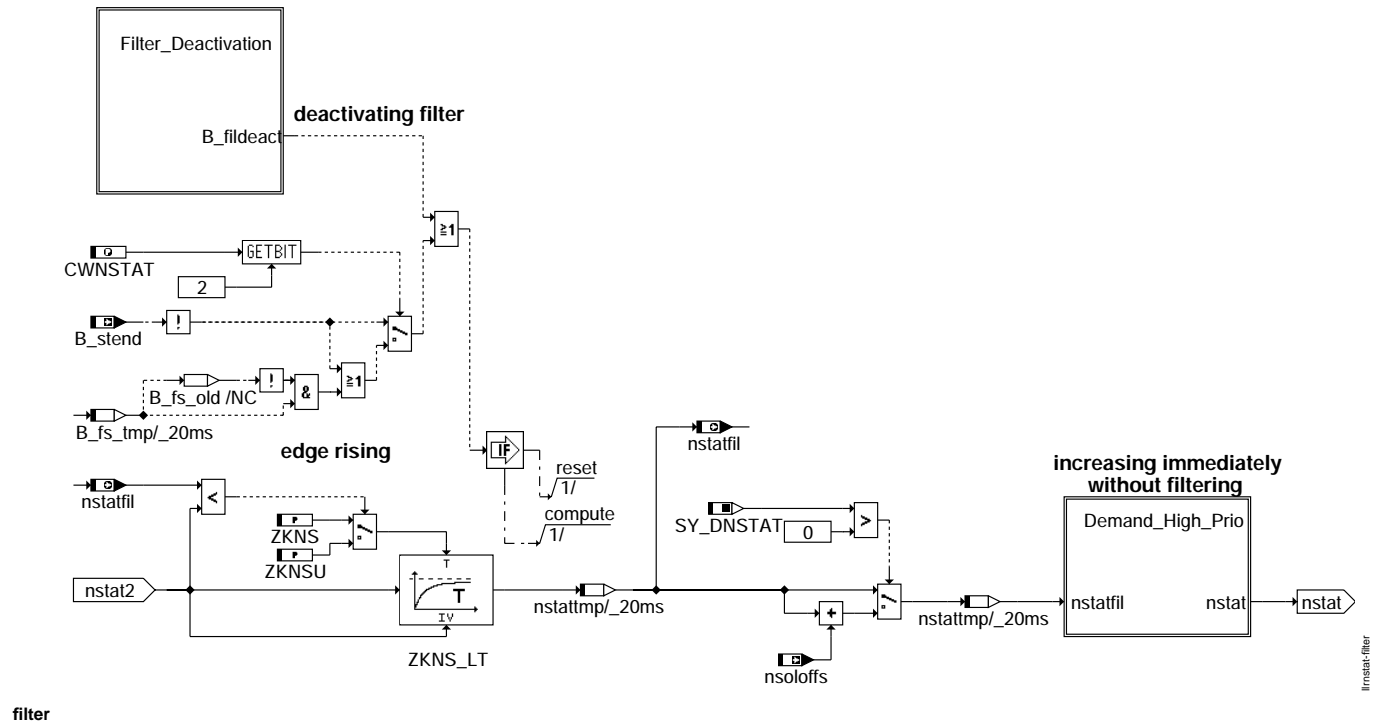 Filter_Deactivation
deactivating filter
B_fildeact
≥1
CWNSTAT
GETBIT
2
B_stend
!
B_fs_old /NC
!
&
≥1
B_fs_tmp/_20ms
edge rising
IF
reset
1/
compute
1/
nstatfil
<
ZKNS
P
ZKNSU
P
nstat2
T
T
IV
ZKNS_LT
nstattmp/_20ms
nstatfil
SY_DNSTAT
0
>
+
nsoloffs
nstattmp/_20ms
increasing immediately
without filtering
Demand_High_Prio
nstatfil
nstat
nstat
llrnstat-filter
filter